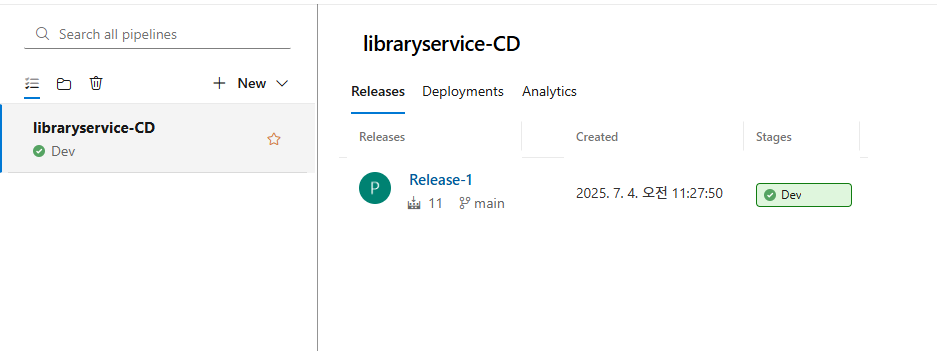 Search all pipelines
New
libraryservice-CD
Dev
libraryservice-CD
Releases Deployments Analytics
Releases Created Stages
P Release-1
11 main
2025. 7. 4. 오전 11:27:50
Dev